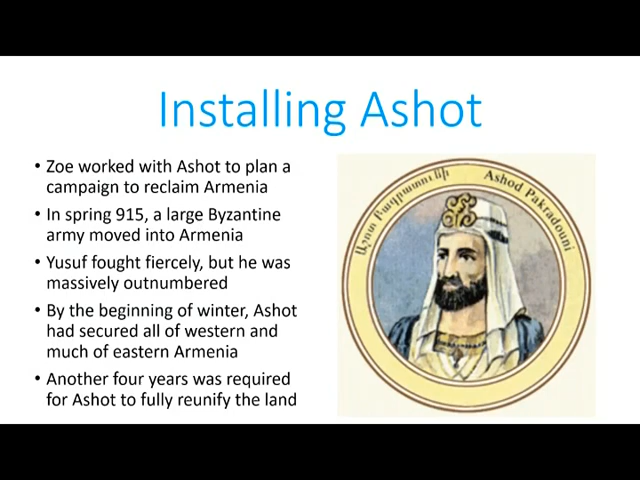 Installing Ashot
• Zoe worked with Ashot to plan a
campaign to reclaim Armenia
• In spring 915, a large Byzantine
army moved into Armenia
• Yusuf fought fiercely, but he was
massively outnumbered
• By the beginning of winter, Ashot
had secured all of western and
much of eastern Armenia
• Another four years was required
for Ashot to fully reunify the land
Աշոտ Բագրատունի
Ashod Pakradouni